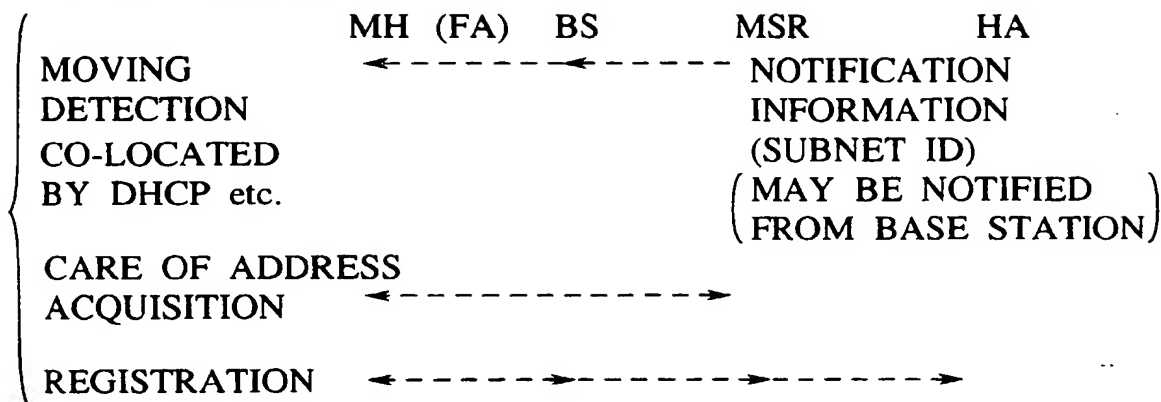 MH (FA) BS MSR HA
MOVING NOTIFICATION
DETECTION INFORMATION
CO-LOCATED (SUBNET ID)
BY DHCP etc. (MAY BE NOTIFIED
FROM BASE STATION)
CARE OF ADDRESS
ACQUISITION
REGISTRATION